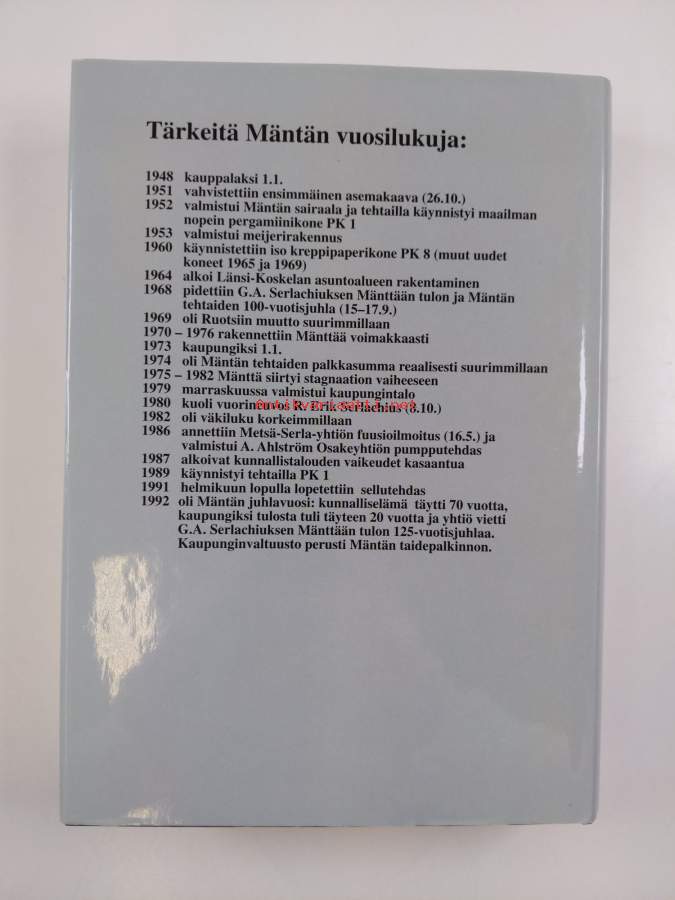 Tärkeitä Mäntän vuosilukuja:
1948 kauppalaksi 1.1.
1951 vahvistettiin ensimmäinen asemakaava (26.10.)
1952 valmistui Mäntän sairaala ja tehtailla käynnistyi maailman
nopein pergamiinikone PK 1
1953 valmistui meijerirakennus
1960 käynnistettiin iso kreppipaperikone PK 8 (muut uudet
koneet 1965 ja 1969)
1964 alkoi Länsi-Koskelan asuntoalueen rakentaminen
1968 pidettiin G.A. Serlachiuksen Mänttään tulon ja Mäntän
tehtaiden 100-vuotisjuhla (15–17.9.)
1969 oli Ruotsiin muutto suurimmillaan
1970 – 1976 rakennettiin Mänttää voimakkaasti
1973 kaupungiksi 1.1.
1974 oli Mäntän tehtaiden palkkasumma reaalisesti suurimmillaan
1975 – 1982 Mänttä siirtyi stagnaation vaiheeseen
1979 marraskuussa valmistui kaupungintalo
1980 kuoli vuorineuvos R. Erik Serlachius (8.10.)
antikvariaatti.net
1982 oli väkiluku korkeimmillaan
1986 annettiin Metsä-Serla-yhtiön fuusioilmoitus (16.5.) ja
valmistui A. Ahlström Osakeyhtiön pumpputehdas
1987 alkoivat kunnallistalouden vaikeudet kasaantua
1989 käynnistyi tehtailla PK 1
1991 helmikuun lopulla lopetettiin sellutehdas
1992 oli Mäntän juhlavuosi: kunnalliselämä täytti 70 vuotta,
kaupungiksi tulosta tuli täyteen 20 vuotta ja yhtiö vietti
G.A. Serlachiuksen Mänttään tulon 125-vuotisjuhlaa.
Kaupunginvaltuusto perusti Mäntän taidepalkinnon.